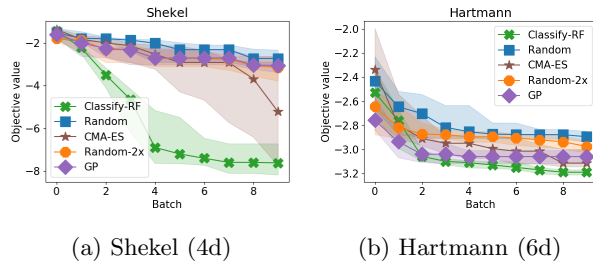 Shekel
Objective value
−2
−4
−6
−8
Classify-RF
Random
CMA-ES
Random-2x
GP
0 2 4 6 8
Batch
Hartmann
Objective value
−2.0
−2.2
−2.4
−2.6
−2.8
−3.0
−3.2
Classify-RF
Random
CMA-ES
Random-2x
GP
0 2 4 6 8
Batch
(a) Shekel (4d)
(b) Hartmann (6d)